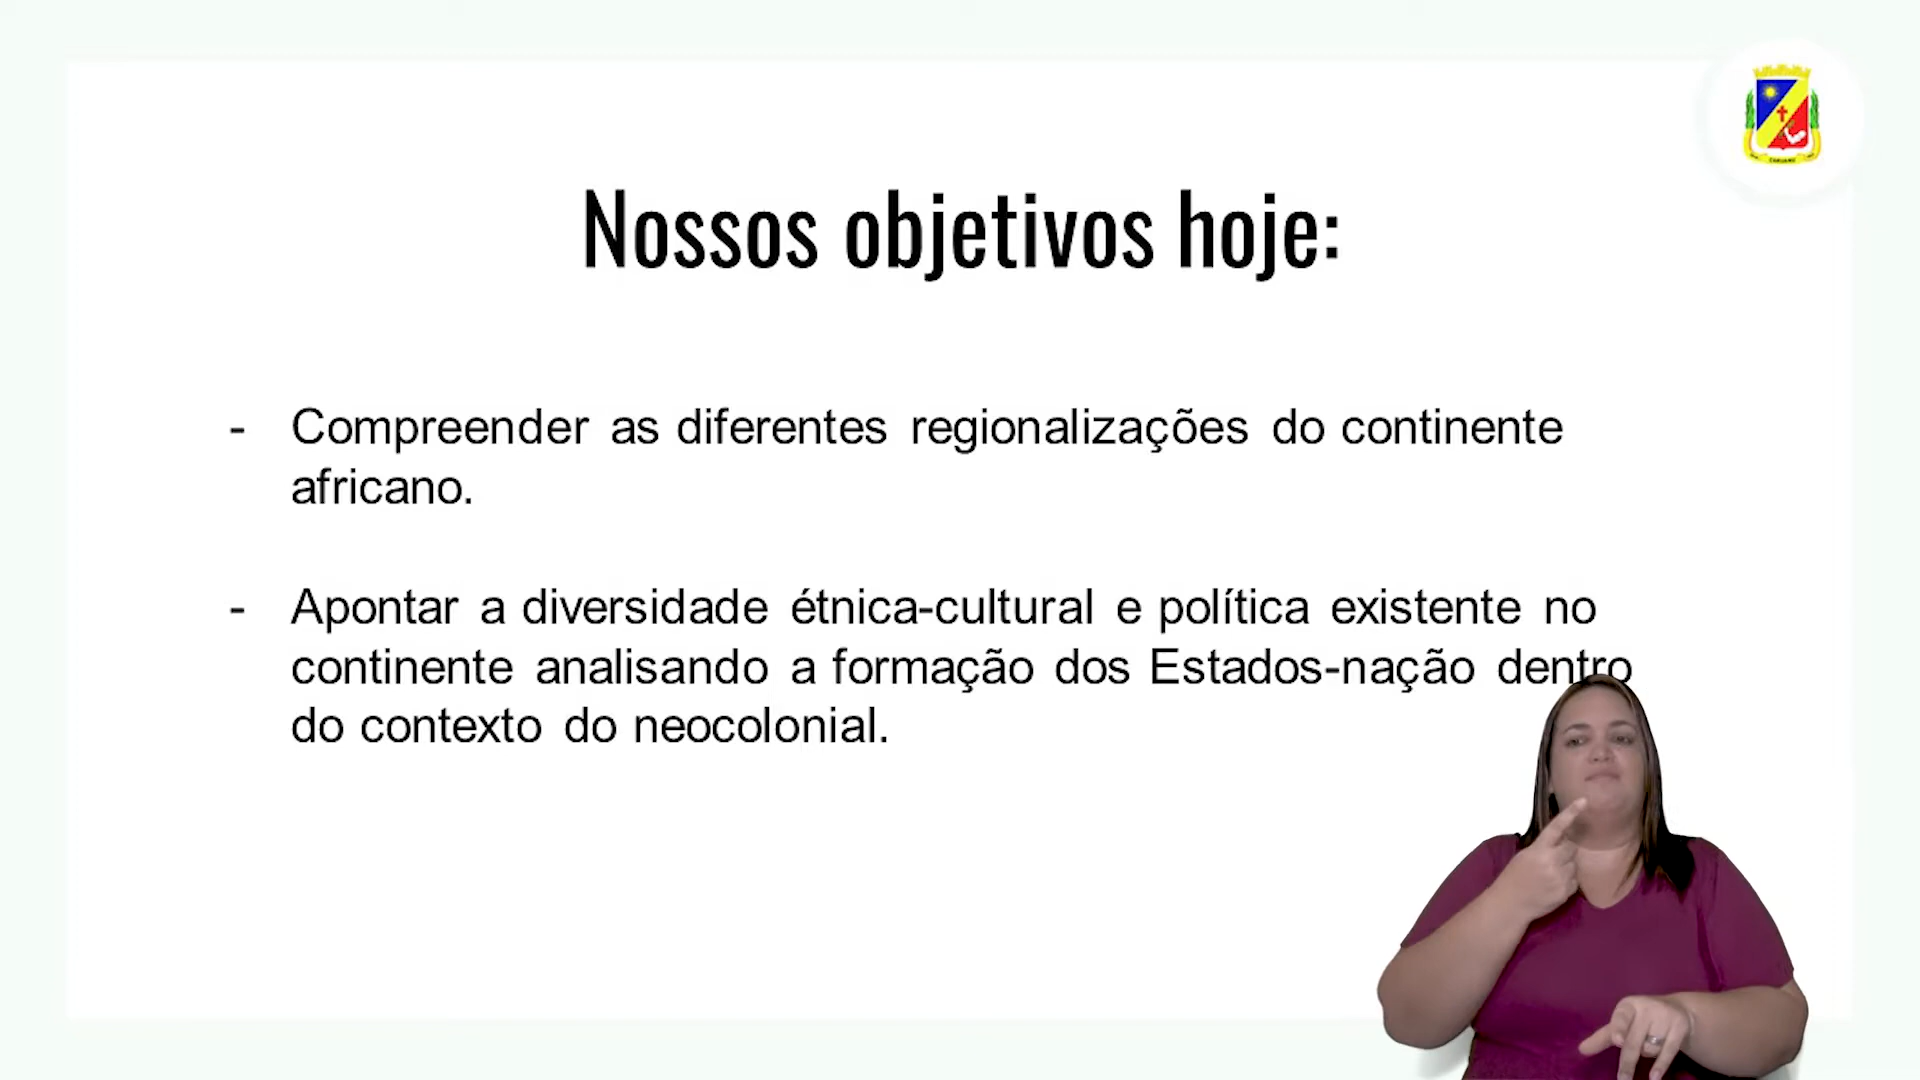 Nossos objetivos hoje:
- Compreender as diferentes regionalizações do continente
africano.
- Apontar a diversidade étnica-cultural e política existente no
continente analisando a formação dos Estados-nação dentro
do contexto do neocolonial.